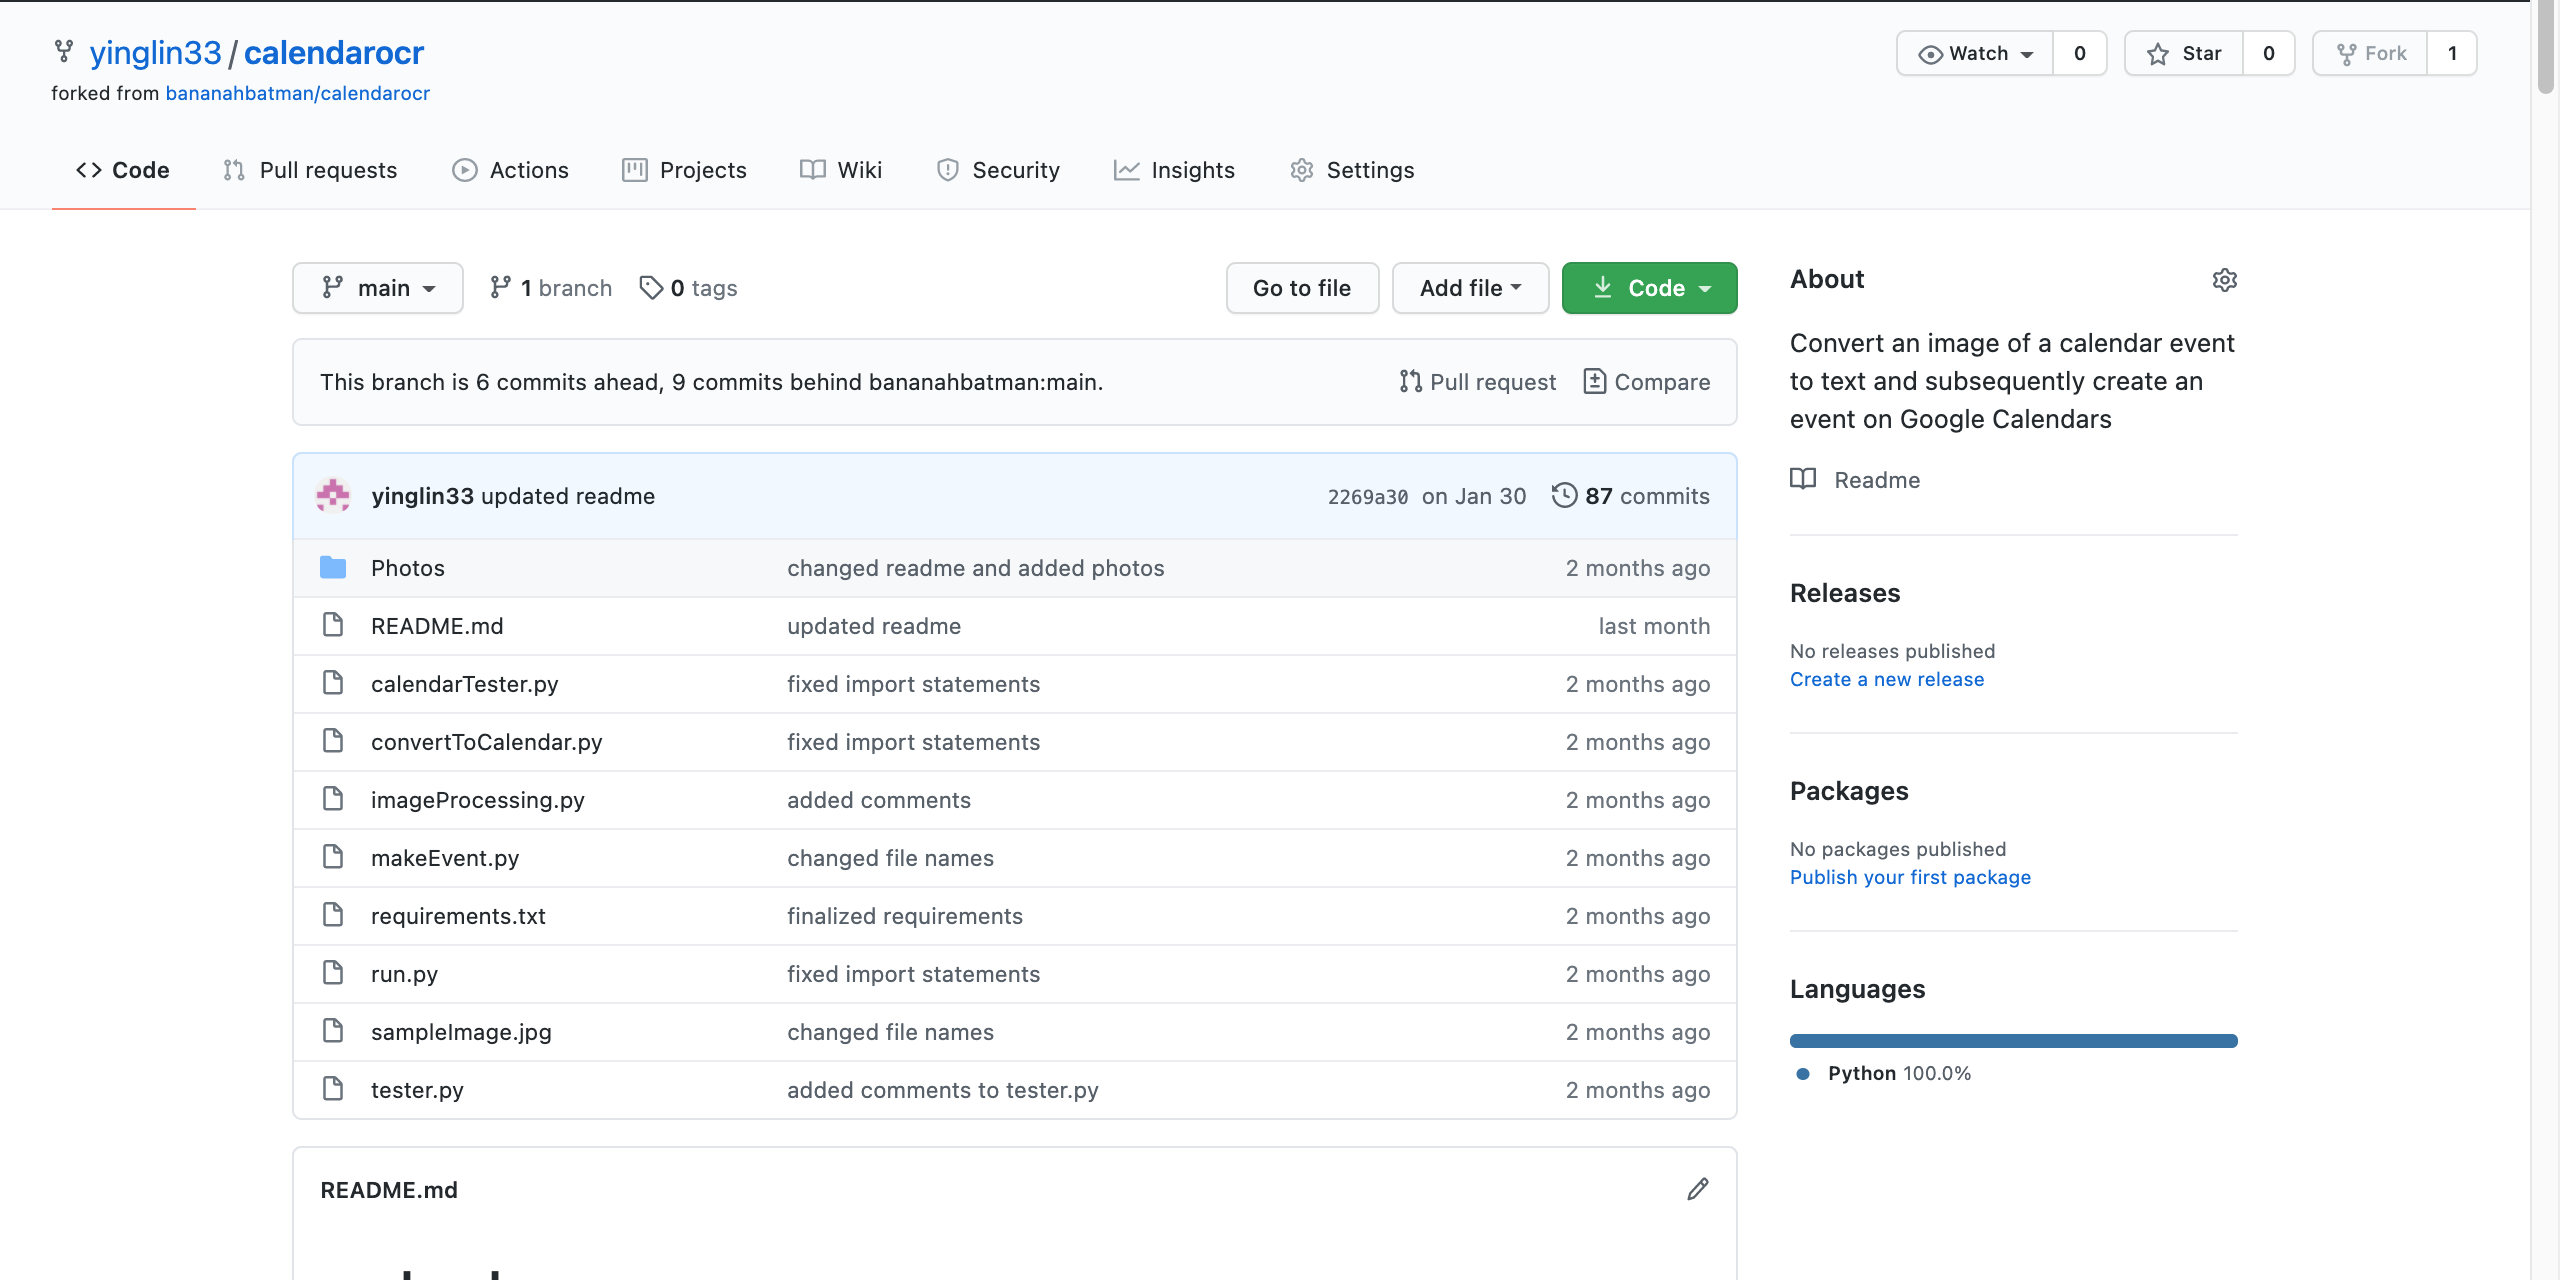 yinglin33 / calendarocr
Watch 0 Star 0 Fork 1
forked from bananahbatman/calendarocr
Code Pull requests Actions Projects Wiki Security Insights Settings
main 1 branch 0 tags Go to file Add file Code
This branch is 6 commits ahead, 9 commits behind bananahbatman:main. Pull request Compare
yinglin33 updated readme 2269a30 on Jan 30 87 commits
Photos changed readme and added photos 2 months ago
README.md updated readme last month
calendarTester.py fixed import statements 2 months ago
convertToCalendar.py fixed import statements 2 months ago
imageProcessing.py added comments 2 months ago
makeEvent.py changed file names 2 months ago
requirements.txt finalized requirements 2 months ago
run.py fixed import statements 2 months ago
sampleImage.jpg changed file names 2 months ago
tester.py added comments to tester.py 2 months ago
README.md
About
Convert an image of a calendar event
to text and subsequently create an
event on Google Calendars
Readme
Releases
No releases published
Create a new release
Packages
No packages published
Publish your first package
Languages
Python 100.0%